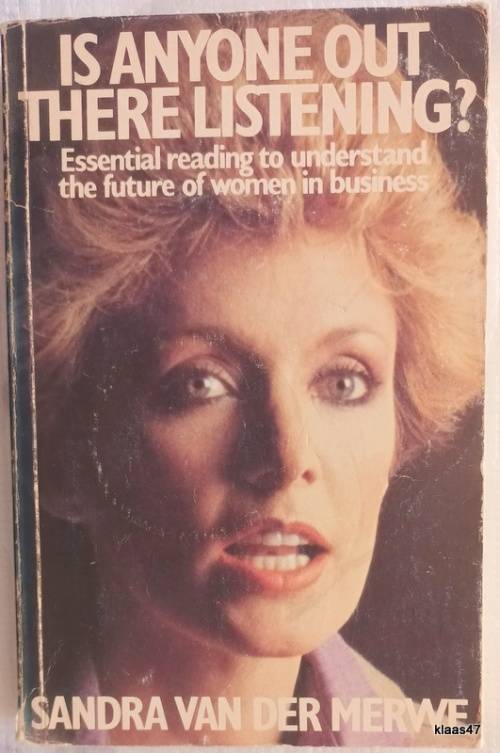 IS ANYONE OUT
THERE LISTENING?
Essential reading to understand
the future of women in business
SANDRA VAN DER MERWE
klaas47